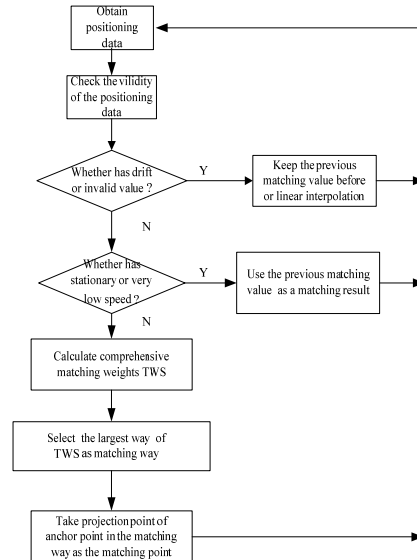 Obtain
positioning
data
Check the vilidity
of the positioning
data
Whether has drift
or invalid value ?
Y
Keep the previous
matching value before
or linear interpolation
N
Whether has
stationary or very
low speed ?
Y
Use the previous matching
value as a matching result
N
Calculate comprehensive
matching weights TWS
Select the largest way of
TWS as matching way
Take projection point of
anchor point in the matching
way as the matching point